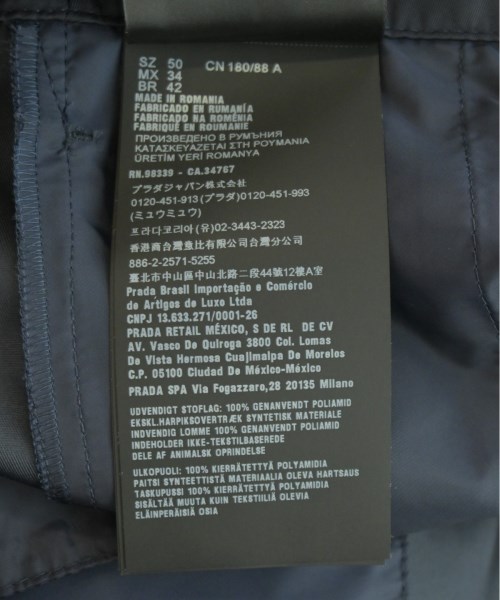 SZ 50 CN 180/88 A
MX 34
BR 42
MADE IN ROMANIA
FABRICADO EN RUMANÍA
FABRICADO NA ROMÊNIA
FABRIQUÉ EN ROUMANIE
ПРОИЗВЕДЕНО В РУМЪНИЯ
ΚΑΤΑΣΚΕΥΑΖΕΤΑΙ ΣΤΗ ΡΟΥΜΑΝΙΑ
ÜRETİM YERİ ROMANYA
RN.98339 - CA.34767
プラダジャパン株式会社
0120-451-913(プラダ)0120-451-993
(ミュウミュウ)
프라다코리아(유)02-3443-2323
香港商台灣普比有限公司台灣分公司
886-2-2571-5255
臺北市中山區中山北路二段44號12樓A室
Prada Brasil Importação e Comércio
de Artigos de Luxo Ltda
CNPJ 13.633.271/0001-26
PRADA RETAIL MÉXICO, S DE RL DE CV
AV. Vasco De Quiroga 3800 Col. Lomas
De Vista Hermosa Cuajimalpa De Morelos
C.P. 05100 Ciudad De México-México
PRADA SPA Via Fogazzaro,28 20135 Milano
UDVENDIGT STOFLAG: 100% GENANVENDT POLIAMID
EKSKL.HARPIKSOVERTRÆK SYNTETISK MATERIALE
INDVENDIG LOMME 100% GENANVENDT POLIAMID
INDEHOLDER IKKE-TEKSTILBASEREDE
DELE AF ANIMALSK OPRINDELSE
ULKOPUOLI: 100% KIERRÄTETTYÄ POLYAMIDIA
PAITSI SYNTEETTISTÄ MATERIAALIA OLEVA HARTSAUS
TASKUPUSSI 100% KIERRÄTETTYÄ POLYAMIDIA
SISÄLTÄÄ MUUTA KUIN TEKSTIILIÄ OLEVIA
ELÄINPERÄISIÄ OSIA